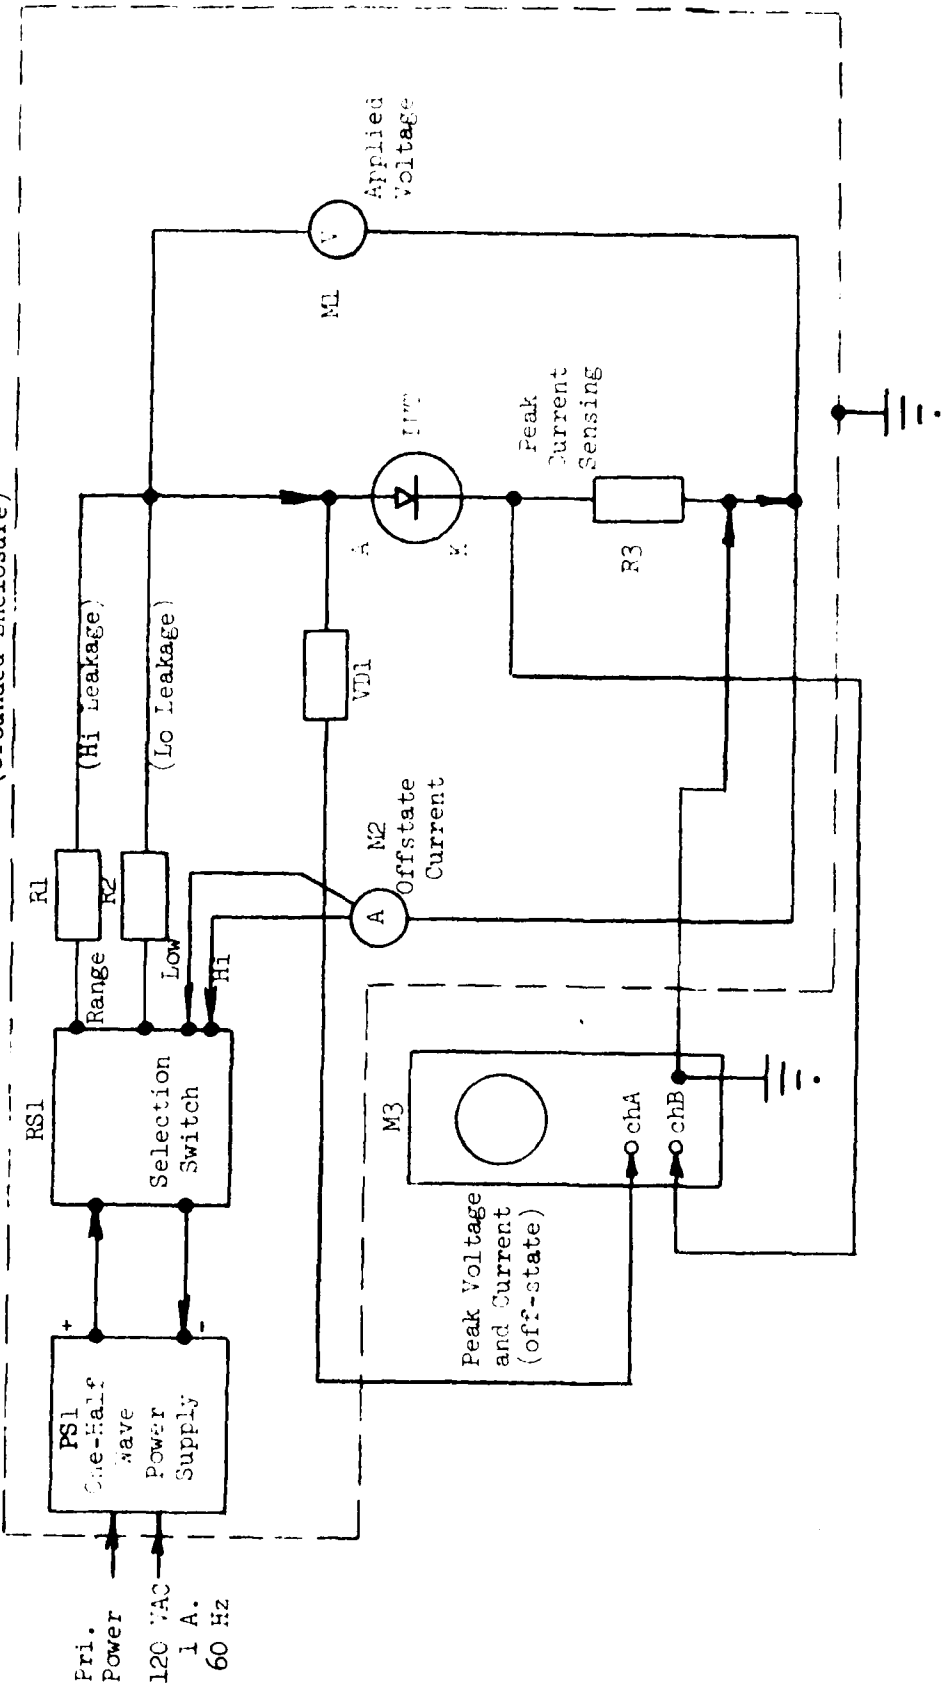 (Grounded Enclosure)
Pri.
Power
120 VAC
1 A.
60 Hz
PS1
One-Half
Wave
Power
Supply
+
-
RS1
Selection
Switch
Range
Low
Hi
R1
R2
(Hi Leakage)
(Lo Leakage)
M2
Offstate
Current
A
VD1
A
K
Peak
Current
Sensing
R3
M1
V
Applied
Voltage
M3
chA
chB
Peak Voltage
and Current
(off-state)